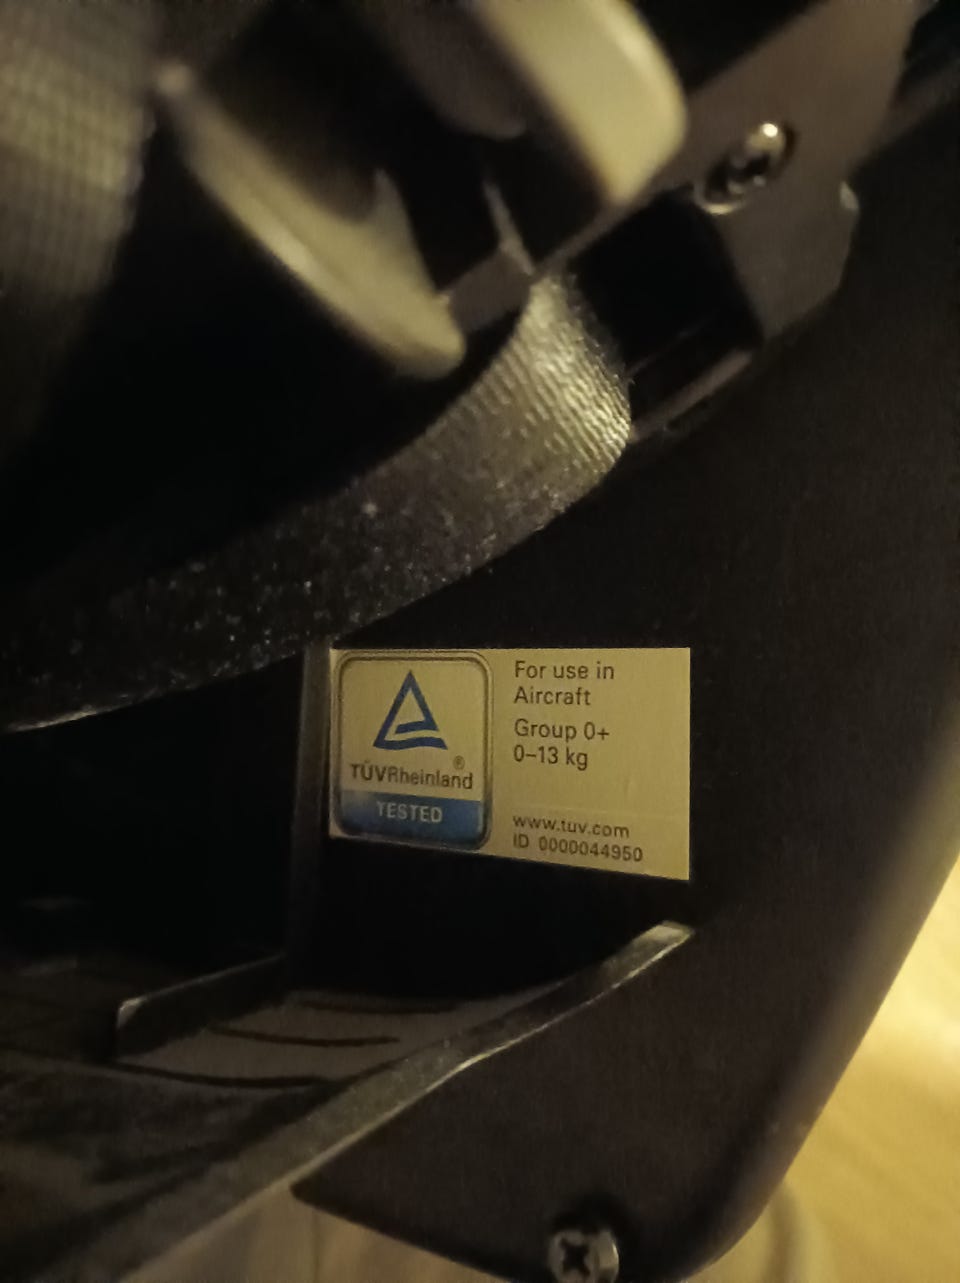 For use in
Aircraft
Group 0+
0–13 kg
®
TÜVRheinland
TESTED
www.tuv.com
ID 0000044950